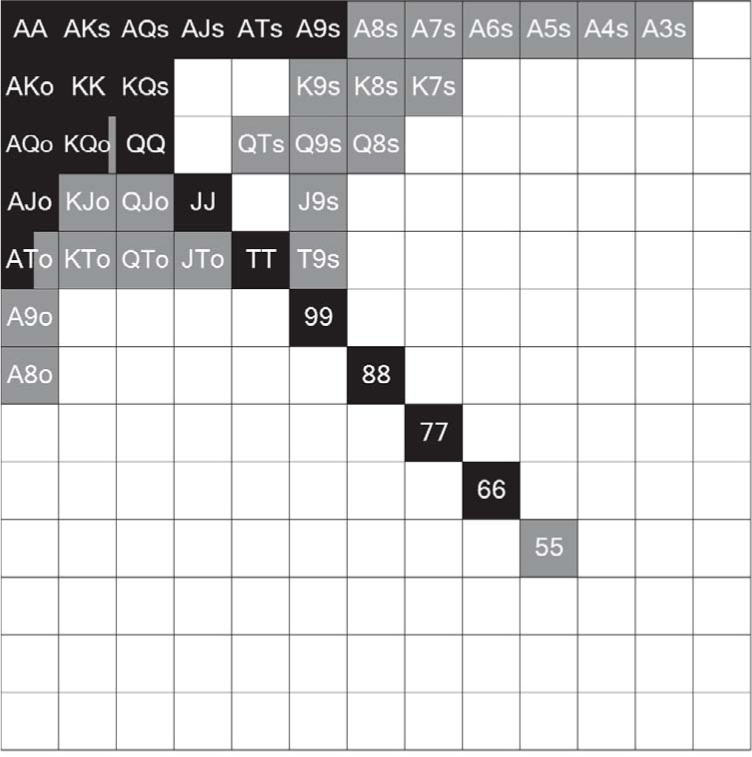 AA AKs AQs AJs ATs A9s A8s A7s A6s A5s A4s A3s
AKo KK KQs K9s K8s K7s
AQo KQo QQ QTs Q9s Q8s
AJo KJo QJo JJ J9s
ATo KTo QTo JTo TT T9s
A9o 99
A8o 88
77
66
55